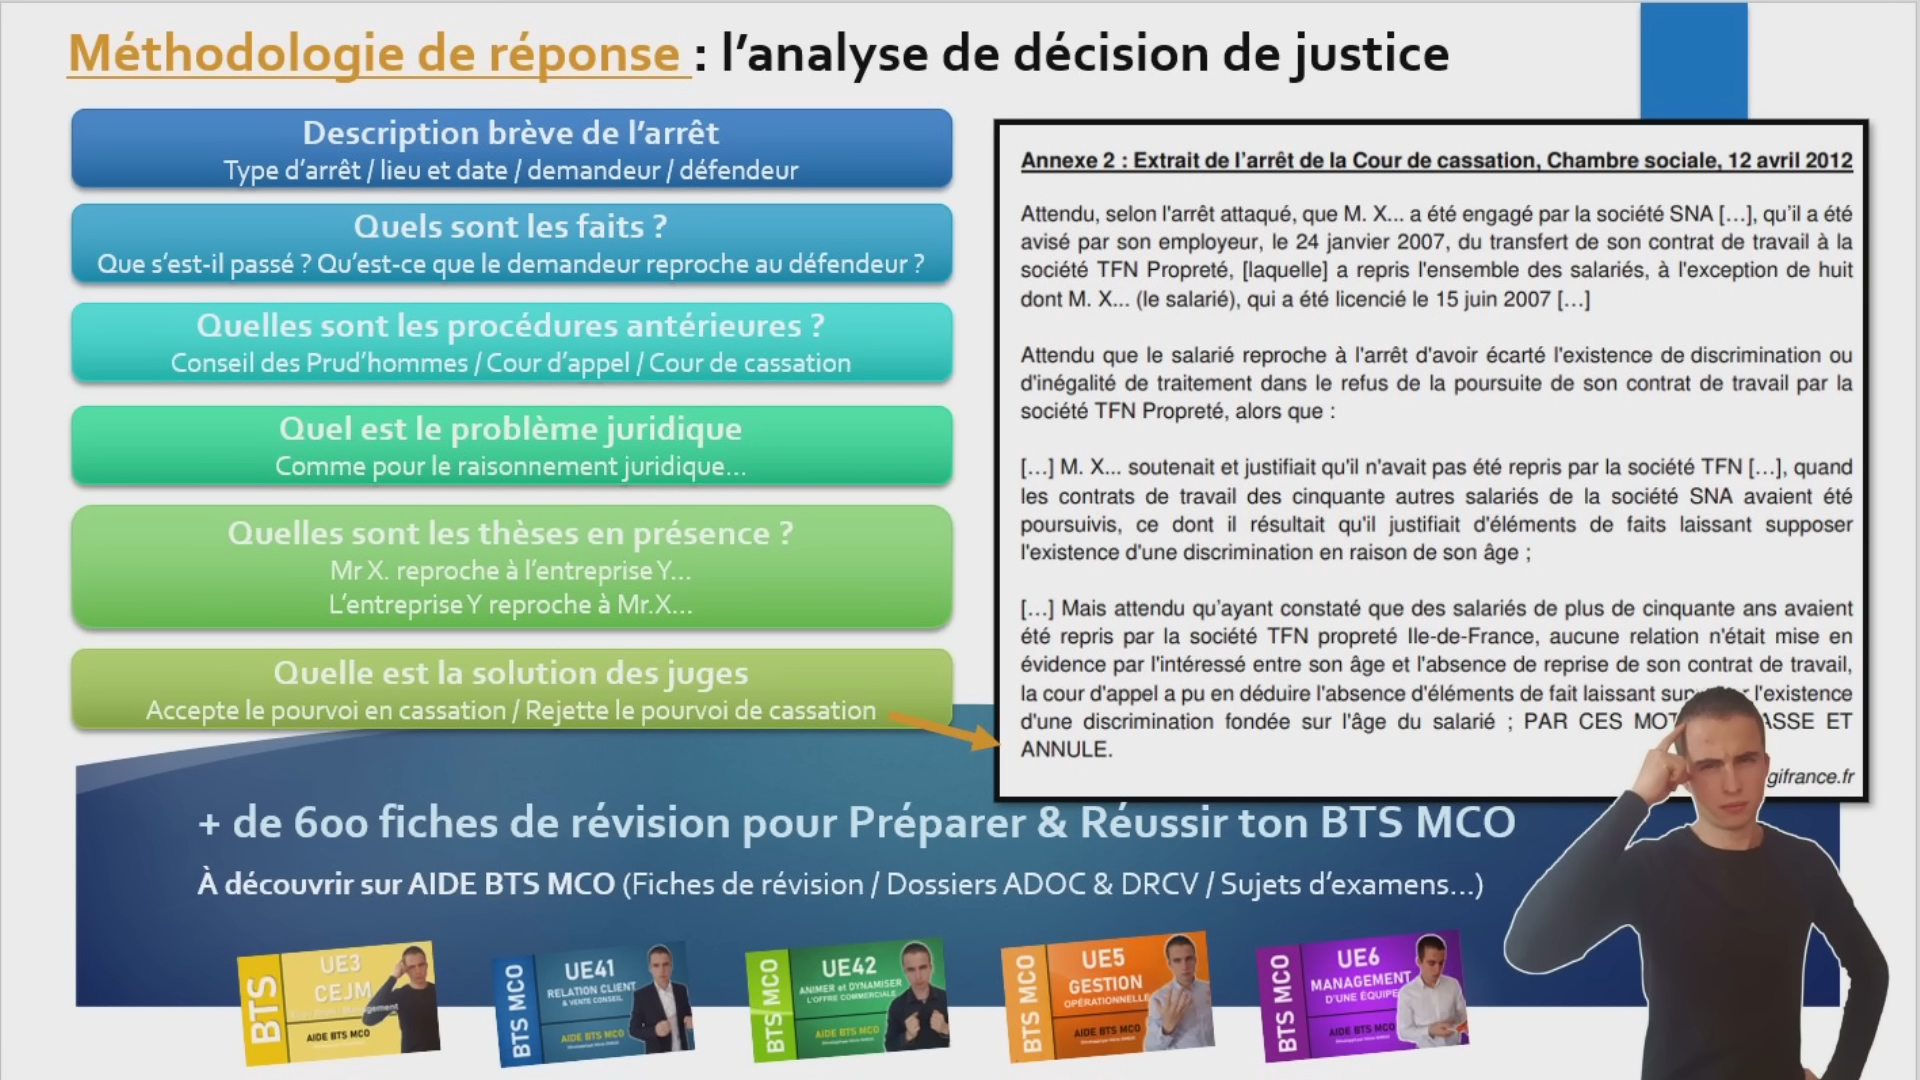 Méthodologie de réponse : l’analyse de décision de justice
Description brève de l’arrêt
Type d’arrêt / lieu et date / demandeur / défendeur
Quels sont les faits ?
Que s’est-il passé ? Qu’est-ce que le demandeur reproche au défendeur ?
Quelles sont les procédures antérieures ?
Conseil des Prud’hommes / Cour d’appel / Cour de cassation
Quel est le problème juridique
Comme pour le raisonnement juridique…
Quelles sont les thèses en présence ?
Mr X. reproche à l’entreprise Y…
L’entreprise Y reproche à Mr.X…
Quelle est la solution des juges
Accepte le pourvoi en cassation / Rejette le pourvoi de cassation
Annexe 2 : Extrait de l’arrêt de la Cour de cassation, Chambre sociale, 12 avril 2012
Attendu, selon l'arrêt attaqué, que M. X... a été engagé par la société SNA […], qu’il a été
avisé par son employeur, le 24 janvier 2007, du transfert de son contrat de travail à la
société TFN Propreté, [laquelle] a repris l'ensemble des salariés, à l'exception de huit
dont M. X... (le salarié), qui a été licencié le 15 juin 2007 […]
Attendu que le salarié reproche à l'arrêt d'avoir écarté l'existence de discrimination ou
d'inégalité de traitement dans le refus de la poursuite de son contrat de travail par la
société TFN Propreté, alors que :
[…] M. X... soutenait et justifiait qu'il n'avait pas été repris par la société TFN […], quand
les contrats de travail des cinquante autres salariés de la société SNA avaient été
poursuivis, ce dont il résultait qu'il justifiait d'éléments de faits laissant supposer
l'existence d'une discrimination en raison de son âge ;
[…] Mais attendu qu’ayant constaté que des salariés de plus de cinquante ans avaient
été repris par la société TFN propreté Ile-de-France, aucune relation n'était mise en
évidence par l'intéressé entre son âge et l'absence de reprise de son contrat de travail,
la cour d'appel a pu en déduire l'absence d'éléments de fait laissant l'existence
d'une discrimination fondée sur l'âge du salarié ; PAR CES ET
ANNULE.
gifrance.fr
+ de 600 fiches de révision pour Préparer & Réussir ton BTS MCO
À découvrir sur AIDE BTS MCO (Fiches de révision / Dossiers ADOC & DRCV / Sujets d’examens…)
BTS
UE3
CEJM
AIDE BTS MCO
BTS MCO
UE41
RELATION CLIENT
& VENTE CONSEIL
AIDE BTS MCO
BTS MCO
UE42
ANIMER et DYNAMISER
L'OFFRE COMMERCIALE
AIDE BTS MCO
BTS MCO
UE5
GESTION
OPÉRATIONNELLE
AIDE BTS MCO
BTS MCO
UE6
MANAGEMENT
D'UNE ÉQUIPE
AIDE BTS MCO